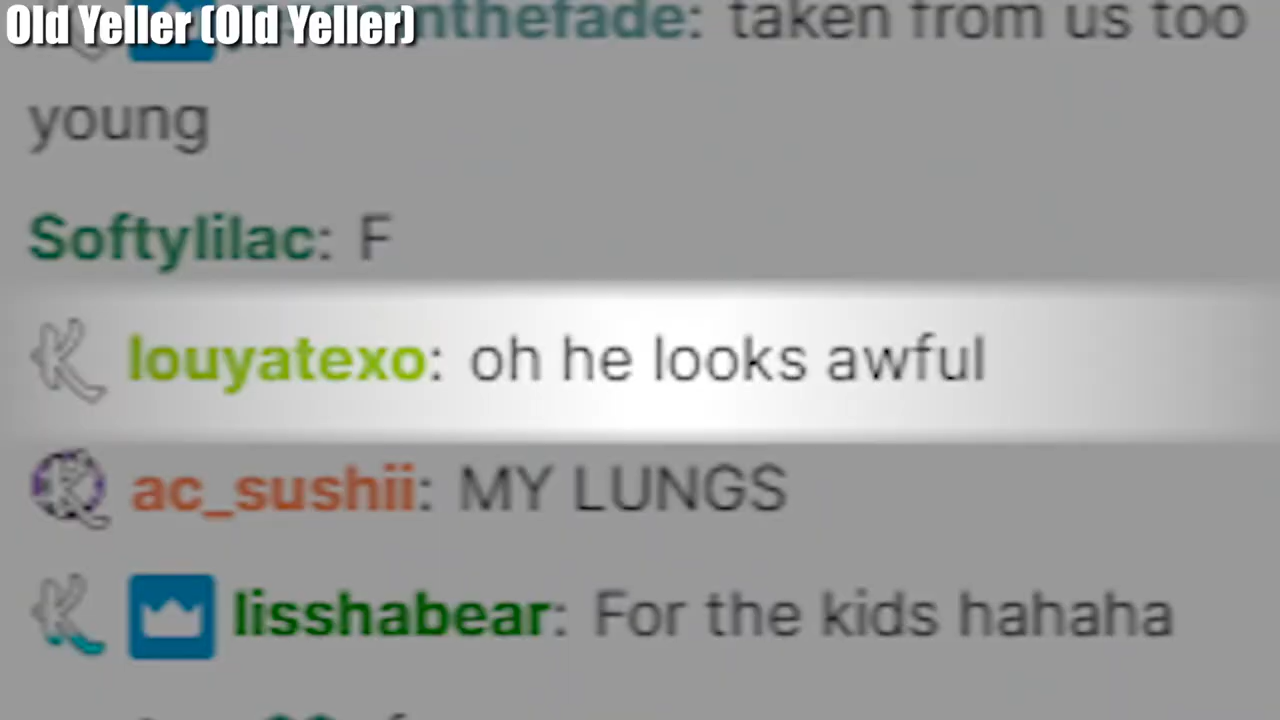 Old Yeller (Old Yeller)
nthefade: taken from us too
young
Softylilac: F
louyatexo: oh he looks awful
ac_sushii: MY LUNGS
lisshabear: For the kids hahaha